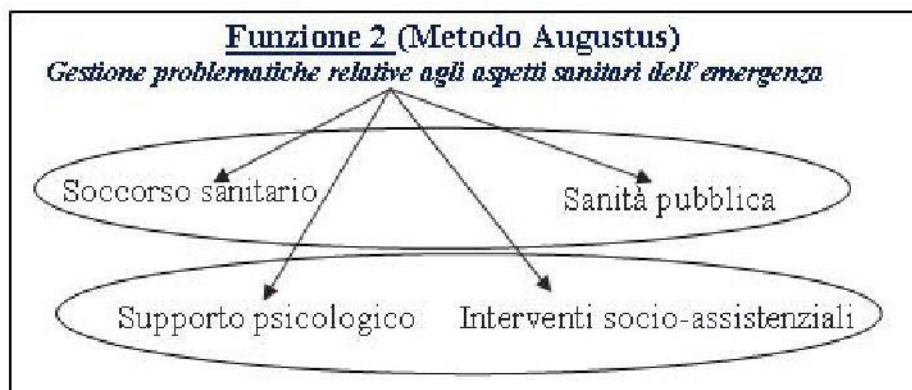 Funzione 2 (Metodo Augustus)
Gestione problematiche relative agli aspetti sanitari dell'emergenza
Soccorso sanitario
Sanità pubblica
Supporto psicologico
Interventi socio-assistenziali